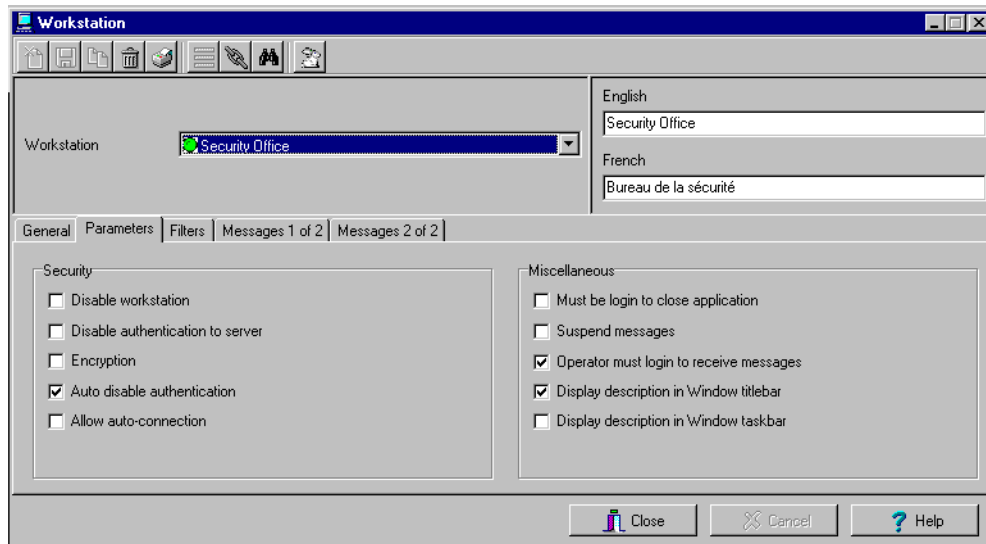 Workstation
English
Security Office
Workstation
Security Office
French
Bureau de la sécurité
General Parameters Filters Messages 1 of 2 Messages 2 of 2
Security
Disable workstation
Disable authentication to server
Encryption
Auto disable authentication
Allow auto-connection
Miscellaneous
Must be login to close application
Suspend messages
Operator must login to receive messages
Display description in Window titlebar
Display description in Window taskbar
Close Cancel Help